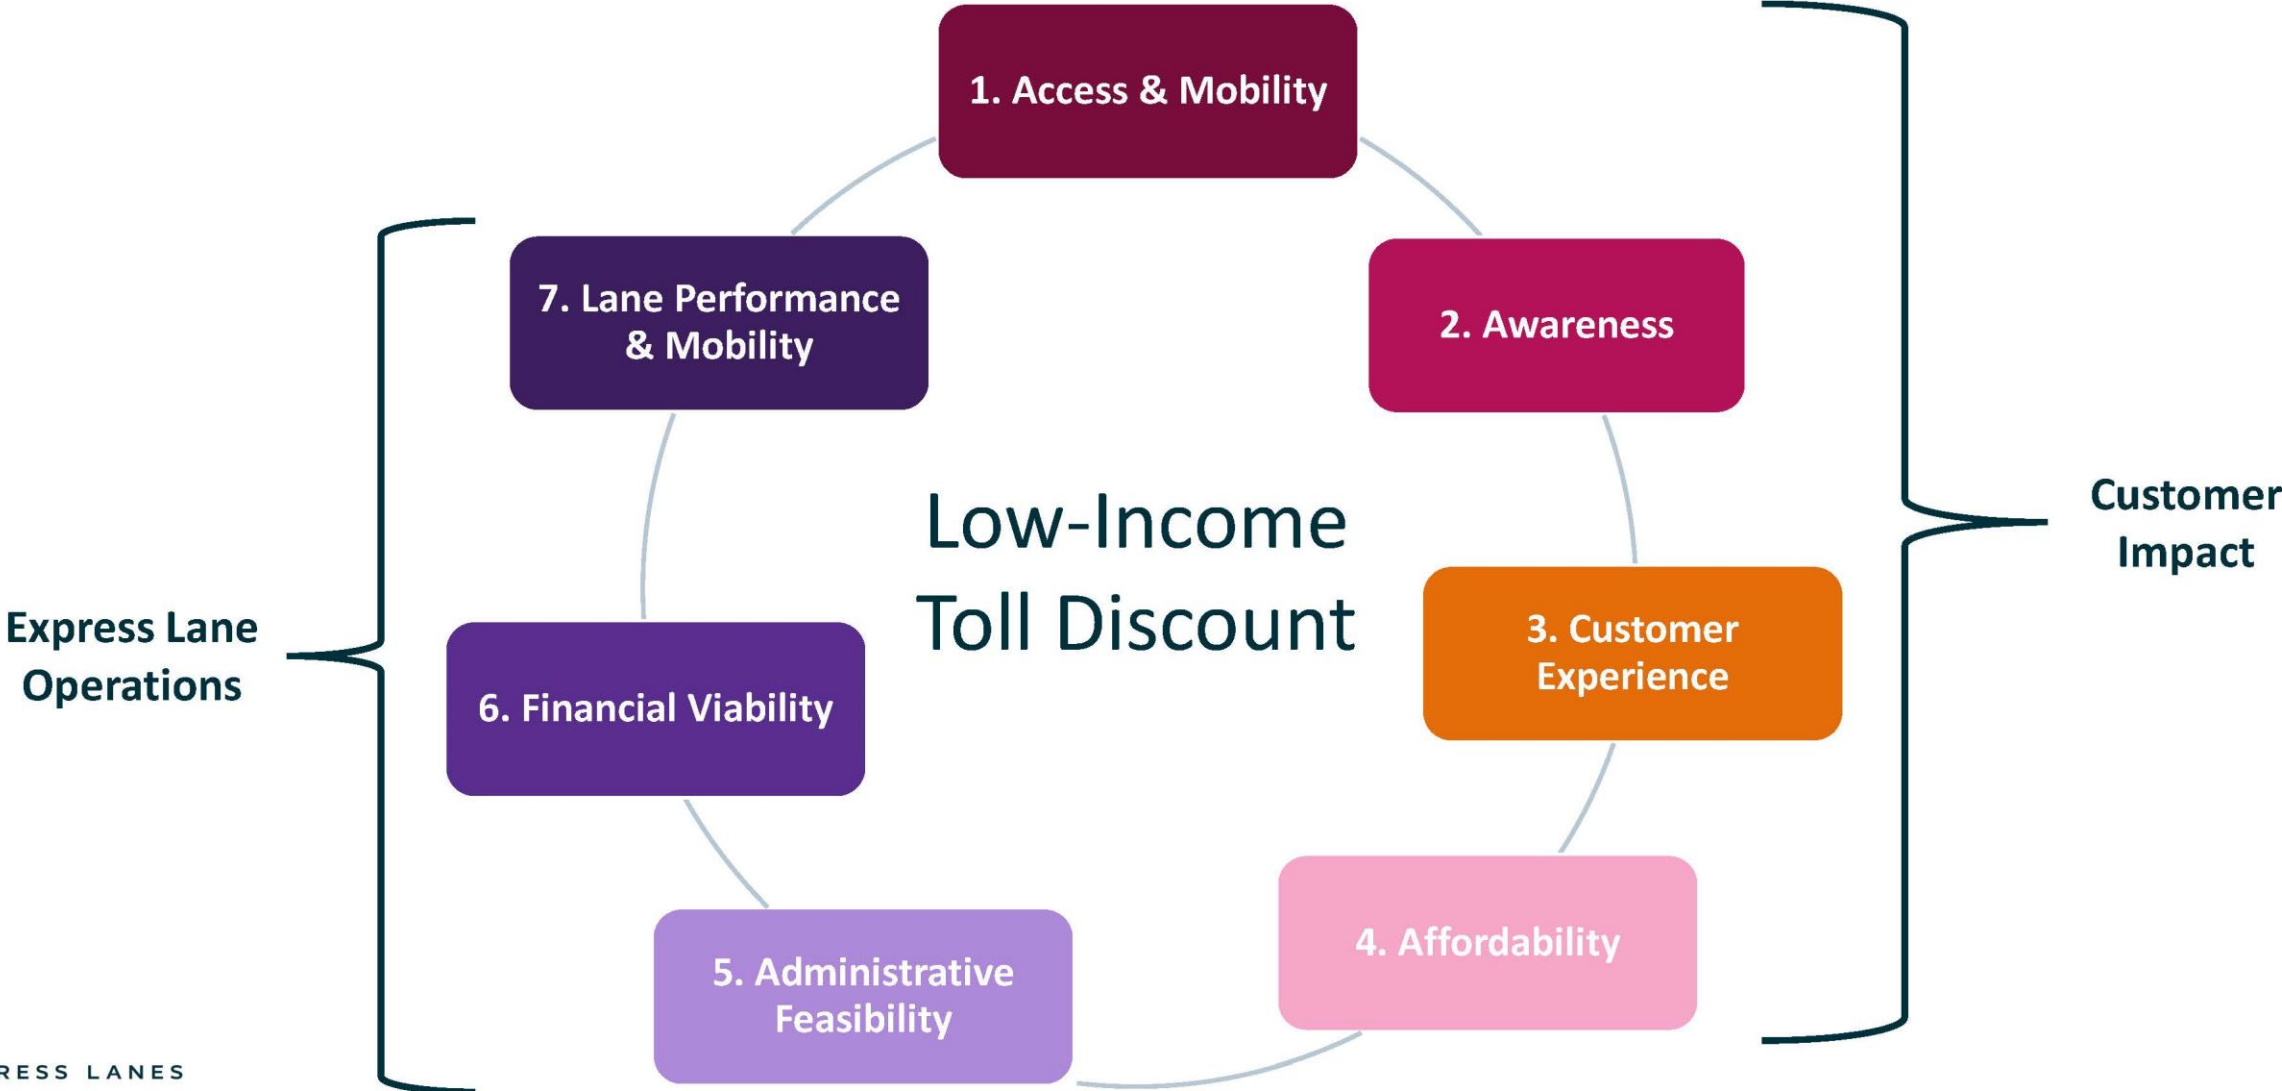 1. Access & Mobility
2. Awareness
3. Customer
Experience
4. Affordability
5. Administrative
Feasibility
6. Financial Viability
7. Lane Performance
& Mobility
Low-Income
Toll Discount
Express Lane
Operations
Customer
Impact
RESS LANES